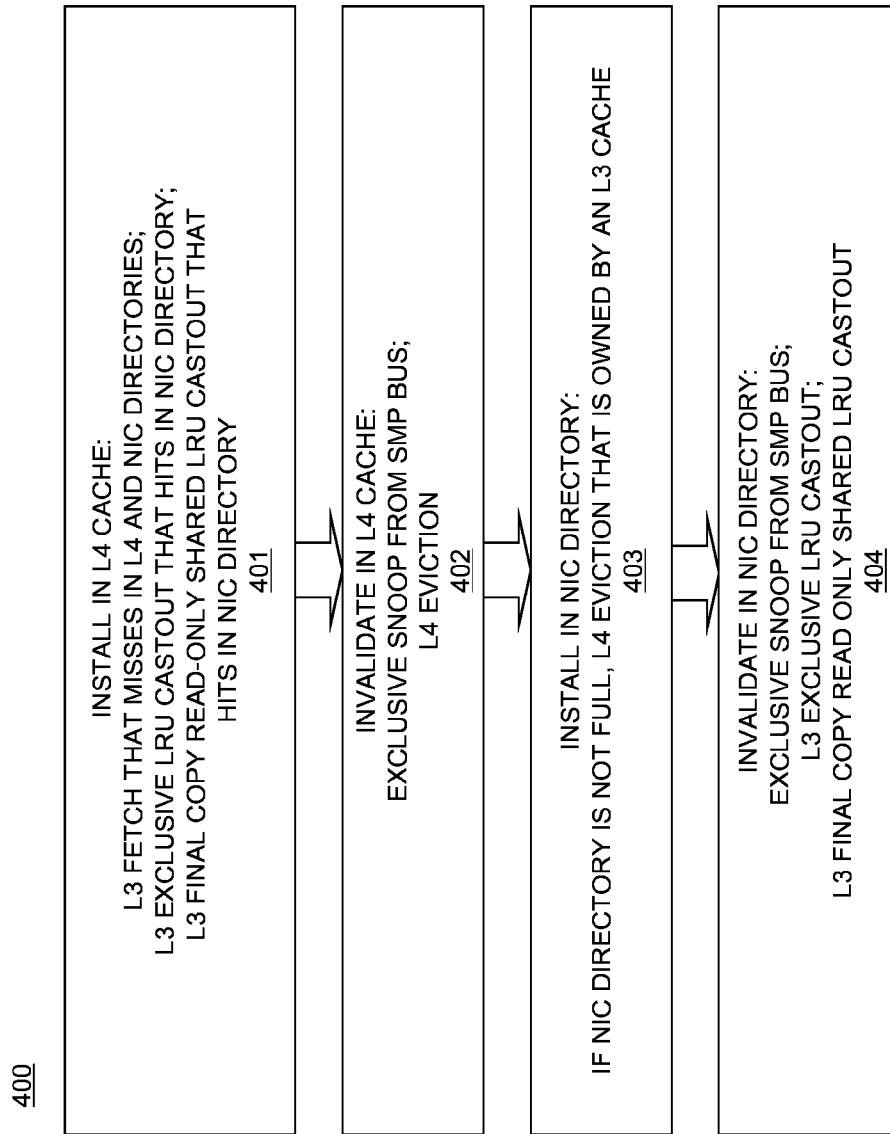 400
INSTALL IN L4 CACHE:
L3 FETCH THAT MISSES IN L4 AND NIC DIRECTORIES;
L3 EXCLUSIVE LRU CASTOUT THAT HITS IN NIC DIRECTORY;
L3 FINAL COPY READ-ONLY SHARED LRU CASTOUT THAT
HITS IN NIC DIRECTORY
401
INVALIDATE IN L4 CACHE:
EXCLUSIVE SNOOP FROM SMP BUS;
L4 EVICTION
402
INSTALL IN NIC DIRECTORY:
IF NIC DIRECTORY IS NOT FULL, L4 EVICTION THAT IS OWNED BY AN L3 CACHE
403
INVALIDATE IN NIC DIRECTORY:
EXCLUSIVE SNOOP FROM SMP BUS;
L3 EXCLUSIVE LRU CASTOUT;
L3 FINAL COPY READ ONLY SHARED LRU CASTOUT
404